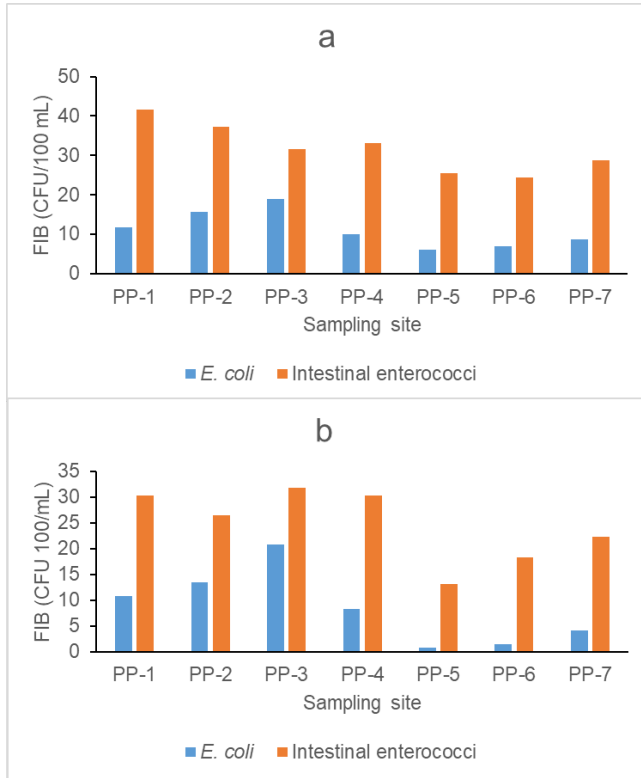 a
FIB (CFU/100 mL)
50
40
30
20
10
0
PP-1 PP-2 PP-3 PP-4 PP-5 PP-6 PP-7
Sampling site
E. coli Intestinal enterococci
b
FIB (CFU 100/mL)
35
30
25
20
15
10
5
0
PP-1 PP-2 PP-3 PP-4 PP-5 PP-6 PP-7
Sampling site
E. coli Intestinal enterococci